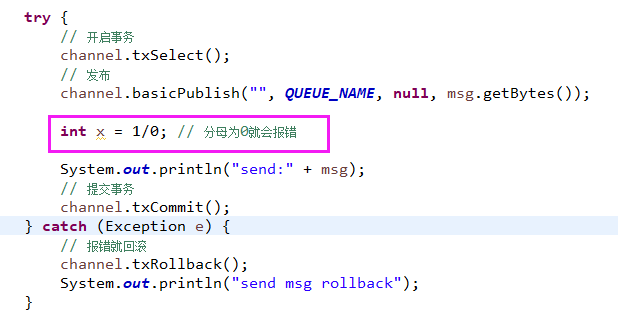 try {
// 开启事务
channel.txSelect();
// 发布
channel.basicPublish("", QUEUE_NAME, null, msg.getBytes());
int x = 1/0; // 分母为0就会报错
System.out.println("send:" + msg);
// 提交事务
channel.txCommit();
} catch (Exception e) {
// 报错就回滚
channel.txRollback();
System.out.println("send msg rollback");
}